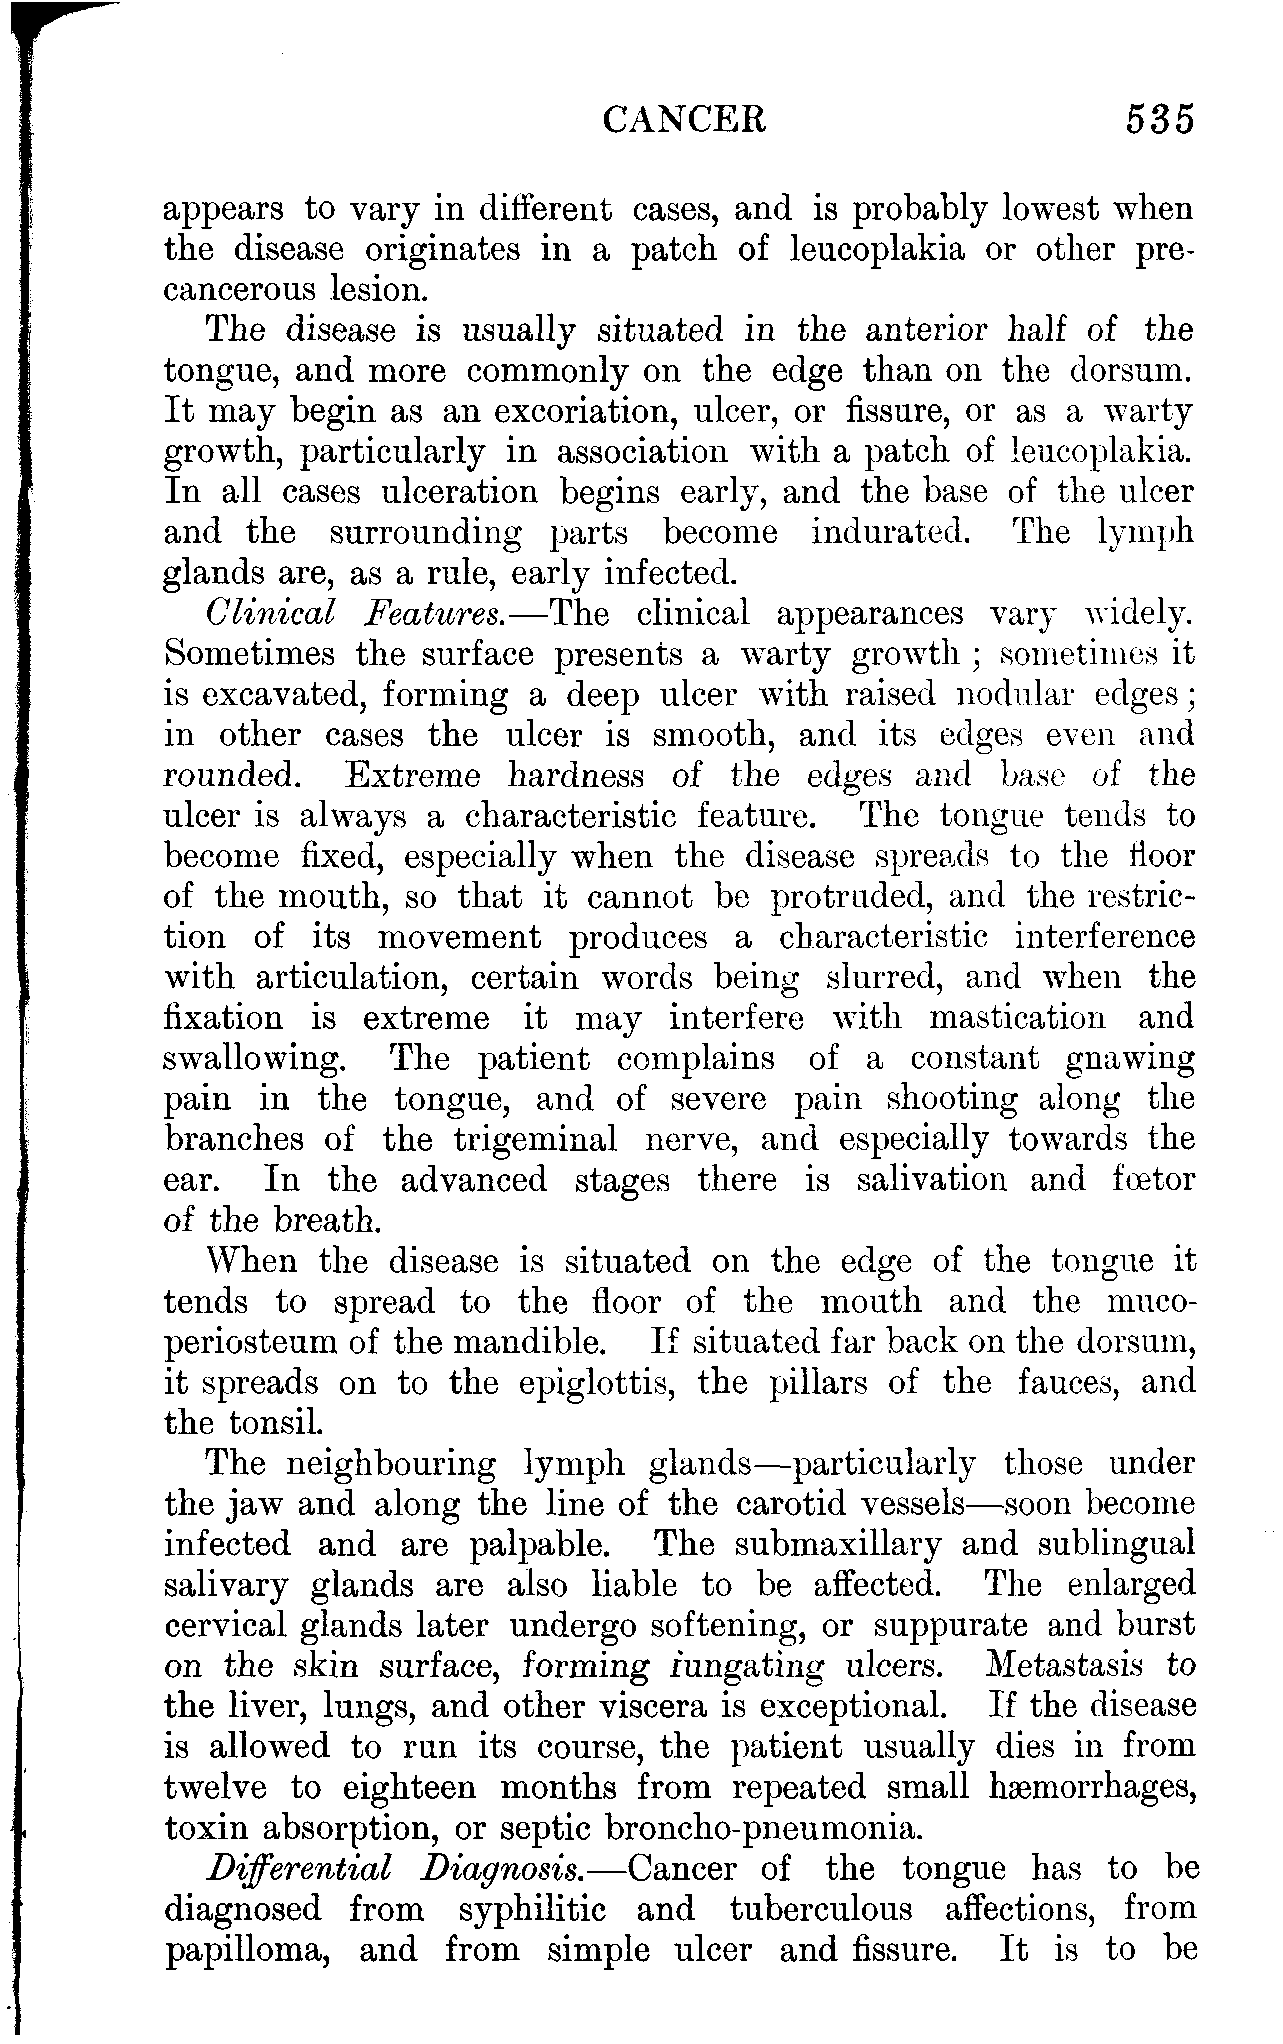 CANCER 535
appears to vary in different cases, and is probably lowest when
the disease originates in a patch of leucoplakia or other pre-
cancerous lesion.
The disease is usually situated in the anterior half of the
tongue, and more commonly on the edge than on the dorsum.
It may begin as an excoriation, ulcer, or fissure, or as a warty
growth, particularly in association with a patch of leucoplakia.
In all cases ulceration begins early, and the base of the ulcer
and the surrounding parts become indurated. The lymph
glands are, as a rule, early infected.
Clinical Features.—The clinical appearances vary widely.
Sometimes the surface presents a warty growth ; sometimes it
is excavated, forming a deep ulcer with raised nodular edges ;
in other cases the ulcer is smooth, and its edges even and
rounded. Extreme hardness of the edges and base of the
ulcer is always a characteristic feature. The tongue tends to
become fixed, especially when the disease spreads to the floor
of the mouth, so that it cannot be protruded, and the restric-
tion of its movement produces a characteristic interference
with articulation, certain words being slurred, and when the
fixation is extreme it may interfere with mastication and
swallowing. The patient complains of a constant gnawing
pain in the tongue, and of severe pain shooting along the
branches of the trigeminal nerve, and especially towards the
ear. In the advanced stages there is salivation and fœtor
of the breath.
When the disease is situated on the edge of the tongue it
tends to spread to the floor of the mouth and the muco-
periosteum of the mandible. If situated far back on the dorsum,
it spreads on to the epiglottis, the pillars of the fauces, and
the tonsil.
The neighbouring lymph glands—particularly those under
the jaw and along the line of the carotid vessels—soon become
infected and are palpable. The submaxillary and sublingual
salivary glands are also liable to be affected. The enlarged
cervical glands later undergo softening, or suppurate and burst
on the skin surface, forming fungating ulcers. Metastasis to
the liver, lungs, and other viscera is exceptional. If the disease
is allowed to run its course, the patient usually dies in from
twelve to eighteen months from repeated small hæmorrhages,
toxin absorption, or septic broncho-pneumonia.
Differential Diagnosis.—Cancer of the tongue has to be
diagnosed from syphilitic and tuberculous affections, from
papilloma, and from simple ulcer and fissure. It is to be